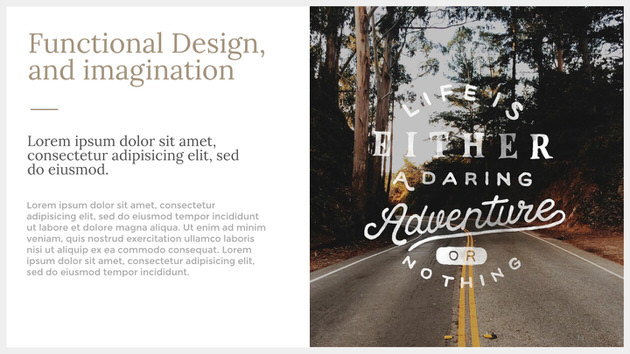 Functional Design,
and imagination
Lorem ipsum dolor sit amet,
consectetur adipisicing elit, sed
do eiusmod.
Lorem ipsum dolor sit amet, consectetur
adipisicing elit, sed do eiusmod tempor incididunt
ut labore et dolore magna aliqua. Ut enim ad minim
veniam, quis nostrud exercitation ullamco laboris
nisi ut aliquip ex ea commodo consequat. Lorem
ipsum dolor sit amet, consectetur adipisicing elit,
sed do eiusmod tempor incididunt.
LIFE IS
EITHER
A DARING
Adventure
OR
NOTHING